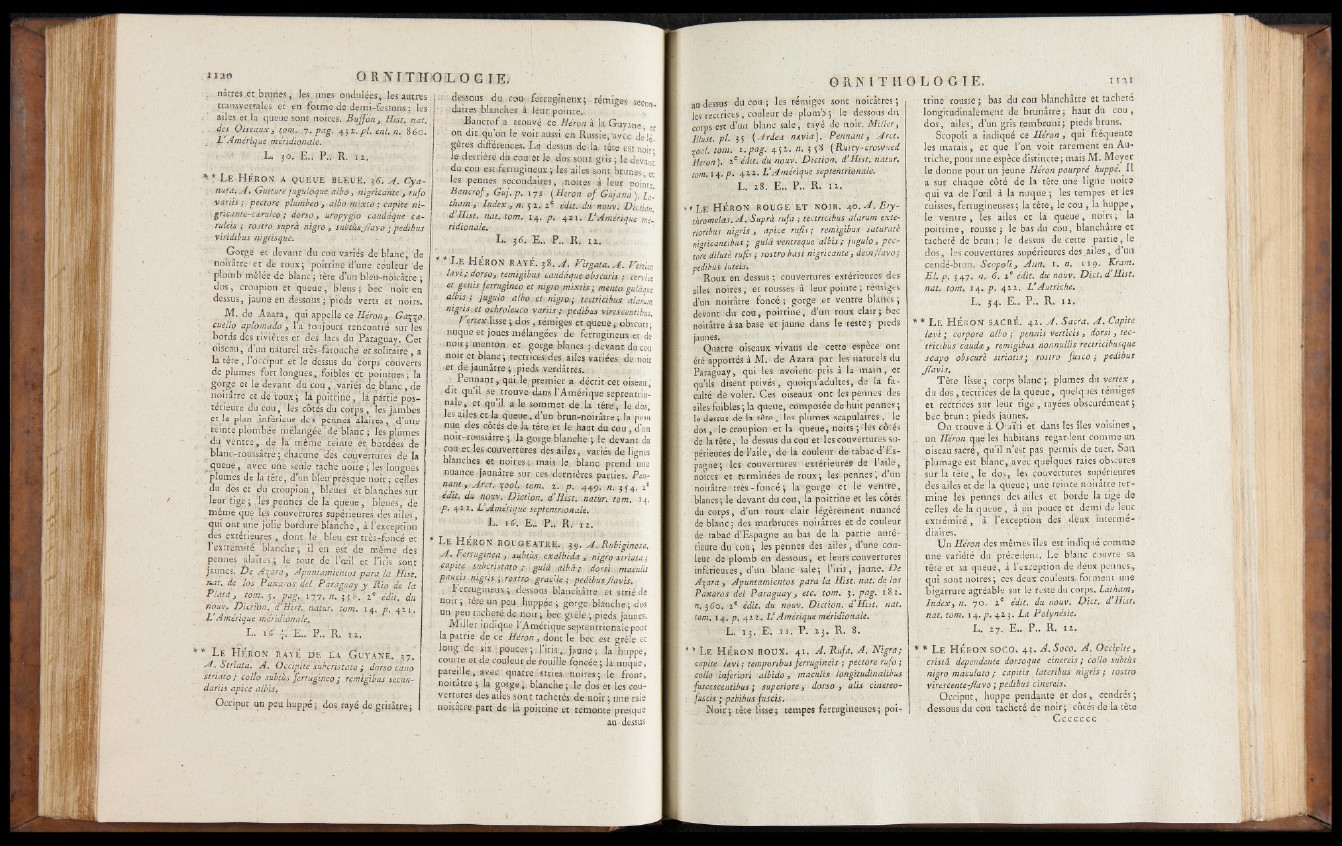 1120 ORNITHOLOGIE.
nâtres et brunes, les unes ondulées, les autres
transversales et en forme de demi-festons; les
ailes et la queue sont noires. Buffon, Hist. nat.
des Oiseaux, tom. 7. pag. 432. pl. enl. n. 860.
L'Amérique méridionale.
L. 30. E.. P.. R. 12.
** LE HÉRON A QUEUE BLEUE. 36. A. Cya-
nura. A. Gutture juguloque albo, nigricante, rufo
variis; pectore plumbeo, albo mixto; capite ni-
gricante-cæruleo; dorso, uropygio caudâque cæ-
ruleis; rostro suprà nigro, subtùs flavo; pedibus
viridibus nigrisque.
Gorge et devant du cou variés de blanc, de
noirâtre et de roux; poitrine d'une couleur de
plomb mêlée de blanc; tête d'un bleu-noirâtre;
dos, croupion et queue, bleus; bec noir en
dessus, jaune en dessous; pieds verts et noirs.
M. de Azara, qui appelle ce Héron, Gazzo
cuello aplomado, l'a toujours rencontré sur les
bords des rivières et des lacs du Paraguay. Cet
oiseau, d'un naturel très-farouche et solitaire, a
la tête, l'occiput et le dessus du corps couverts
de plumes fort longues, foibles et pointues; la
gorge et le devant du cou, variés de blanc, de
noirâtre et de roux; la poitrine, la partie pos-
térieure du cou, les côtés du corps, les jambes
et le plan inférieur des pennes alaires, d'une
teinte plombée mélangée de blanc; les plumes
du ventre, de la même teinte et bordées de
blanc-roussâtre; chacune des couvertures de la
queue, avec une seule tache noire; les longues
plumes de la tête, d'un bleu presque noir; celles
du dos et du croupion, bleues et blanches sur
leur tige; les pennes de la queue, bleues, de
même que les couvertures supérieures des ailes,
qui ont une jolie bordure blanche, à l'exception
des extérieures, dont le bleu est très-foncé et
l'extrémité blanche; il en est de même des
pennes alaires; le tour de l'œil et l'iris sont
jaunes. De Azara, Apuntamientos para la Hist.
nat. de los Paxaros del Paraguay y Rio de la
Plata, tom. 3. pag. 177. n. 358. 2e édit. du
nouv. Diction. d'Hist. natur. tom. 14. p. 421.
L'Amérique méridionale.
L. 16 ½. E.. P.. R. 12.
** LE HÉRON RAYÉ DE LA GUYANE. 37.
A. Striata. A. Occipite subcristato; dorso cano
striato; collo subtùs ferrugineo; remigibus secun-
dariis apice albis.
Occiput un peu huppé; dos rayé de grisâtre;
dessous du cou ferrugineux; rémiges secon-
daires blanches à leur pointe.
Bancrof a trouvé ce Héron à la Guyane, et
on dit qu'on le voit aussi en Russie, avec de lé-
gères différences. Le dessus de la tête est noir;
le derrière du cou et le dos sont gris; le devant
du cou est ferrugineux; les ailes sont brunes, et
les pennes secondaires, noires à leur pointe.
Bancrof, Guj. p. 173 (Heron of Gujana). La-
tham, Index, n. 52. 2e édit. du nouv. Diction.
d'Hist. nat. tom. 14. p. 421. L'Amérique mé-
ridionale.
L. 36. E.. P.. R. 12.
** LE HÉRON RAYÉ. 38. A. Virgata. A. Vertice
levi; dorso, remigibus caudâque obscuris; cervice
et genis ferrugineo et nigro mixtis; mento gulâque
albis; jugulo albo et nigro; tectricibus alarum
nigris et ochroleuco variis; pedibus virescentibus.
Vertex lisse; dos, rémiges et queue, obscurs;
nuque et joues mélangées de ferrugineux et de
noir; menton et gorge blancs; devant du cou
noir et blanc; tectrices des ailes variées de noir
et de jaunâtre; pieds verdâtres.
Pennant, qui le premier a décrit cet oiseau,
dit qu'il se trouve dans l'Amérique septentrio-
nale, et qu'il a le sommet de la tête, le dos,
les ailes et la queue, d'un brun-noirâtre; la peau
nue des côtés de la tête et le haut du cou, d'un
noir-roussâtre; la gorge blanche; le devant du
cou et les couvertures des ailes, variés de lignes
blanches et noires; mais le blanc prend une
nuance jaunâtre sur ces dernières parties. Pen-
nant, Arct. zool. tom. 2. p. 449. n. 354. 2e
édit. du nouv. Diction. d'Hist. natur. tom. 14.
p. 422. L'Amérique septentrionale.
L. 16. E.. P.. R. 12.
* LE HÉRON ROUGEATRE. 39. A. Rubiginosa.
A. Ferruginea, subtùs exalbida, nigro striata;
capite subcristato; gulâ albâ; dorsi maculis
paucis nigris; rostro gracile; pedibus flavis.
Ferrugineux; dessous blanchâtre et strié de
noir; tête un peu huppée; gorge blanche; dos
un peu tacheté de noir; bec grêle; pieds jaunes.
Miller indique l'Amérique septentrionale pour
la patrie de ce Héron, dont le bec est grêle et
long de six pouces; l'iris, jaune; la huppe,
courte et de couleur de rouille foncée; la nuque,
pareille, avec quatre stries noires; le front,
noirâtre; la gorge, blanche; le dos et les cou-
vertures des ailes sont tachetés de noir; une raie
noirâtre part de la poitrine et remonte presque
au dessus
ORNITHOLOGIE. 1121
au dessus du cou; les rémiges sont noirâtres;
les rectrices, couleur de plomb; le dessous du
corps est d'un blanc sale, rayé de noir. Miller,
Illust. pl. 35 (Ardea nævia). Pennant, Arct.
zool. tom. 2. pag. 452. n. 358 (Rusty-crowned
Heron). 2e édit. du nouv. Diction. d'Hist. natur.
tom. 14. p. 422. L'Amérique septentrionale.
L. 28. E.. P.. R. 12.
** LE HÉRON ROUGE ET NOIR. 40. A. Ery-
thromelas. A. Suprà rufa; tectricibus alarum exte-
rioribus nigris, apice rufis; remigibus saturatè
nigricantibus; gulâ ventreque albis; jugulo, pec-
tore dilutè rufis; rostro basi nigricante, dein flavo;
pedibus luteis.
Roux en dessus; couvertures extérieures des
ailes noires, et rousses à leur pointe; rémiges
d'un noirâtre foncé; gorge et ventre blancs;
devant du cou, poitrine, d'un roux clair; bec
noirâtre à sa base et jaune dans le reste; pieds
jaunes.
Quatre oiseaux vivans de cette espèce ont
été apportés à M. de Azara par les naturels du
Paraguay, qui les avoient pris à la main, et
qu'ils disent privés, quoiqu'adultes, de la fa-
culté de voler. Ces oiseaux ont les pennes des
ailes foibles; la queue, composée de huit pennes;
le dessus de la tête, les plumes scapulaires, le
dos, le croupion et la queue, noirs; les côtés
de la tête, le dessus du cou et les couvertures su-
périeures de l'aile, de la couleur de tabac d'Es-
pagne; les couvertures extérieures de l'aile,
noires et terminées de roux; les pennes, d'un
noirâtre très-foncé; la gorge et le ventre,
blancs; le devant du cou, la poitrine et les côtés
du corps, d'un roux clair légèrement nuancé
de blanc; des marbrures noirâtres et de couleur
de tabac d'Espagne au bas de la partie anté-
rieure du cou; les pennes des ailes, d'une cou-
leur de plomb en dessous, et leurs couvertures
inférieures, d'un blanc sale; l'iris, jaune. De
Azara, Apuntamientos para la Hist. nat. de los
Paxaros del Paraguay, etc. tom. 3. pag. 182.
n. 360. 2e édit. du nouv. Diction. d'Hist. nat.
tom. 14. p. 422. L'Amérique méridionale.
L. 13. E. 11. P. 23. R. 8.
** LE HÉRON ROUX. 41. A. Rufa. A. Nigra;
capite levi; temporibus ferrugineis; pectore rufo;
collo inferiori albido, maculis longitudinalibus
fuscescentibus; superiore, dorso, alis cinereo-
fuscis; pedibus fuscis.
Noir; tête lisse; tempes ferrugineuses; poi-
trine rousse; bas du cou blanchâtre et tacheté
longitudinalement de brunâtre; haut du cou,
dos, ailes, d'un gris rembruni; pieds bruns.
Scopoli a indiqué ce Héron, qui fréquente
les marais, et que l'on voit rarement en Au-
triche, pour une espèce distincte; mais M. Meyer
le donne pour un jeune Héron pourpré huppé. Il
a sur chaque côté de la tête une ligne noire
qui va de l'œil à la nuque; les tempes et les
cuisses, ferrugineuses; la tête, le cou, la huppe,
le ventre, les ailes et la queue, noirs; la
poitrine, rousse; le bas du cou, blanchâtre et
tacheté de brun; le dessus de cette partie, le
dos, les couvertures supérieures des ailes, d'un
cendé-brun. Scopoli, Ann. 1. n. 119. Kram.
El. p. 347. n. 6. 2e édit. du nouv. Dict. d'Hist.
nat. tom. 14. p. 422. L'Autriche.
L. 34. E.. P.. R. 12.
** LE HÉRON SACRÉ. 42. A. Sacra. A. Capite
levi; corpore albo; pennis verticis, dorsi, tec-
tricibus caudæ, remigibus nonnullis rectricibusque
scapo obscurè striatis; rostro fusco; pedibus
flavis.
Tête lisse; corps blanc; plumes du vertex,
du dos, tectrices de la queue, quelques rémiges
et rectrices sur leur tige, rayées obscurément;
bec brun; pieds jaunes.
On trouve à O-aïti et dans les îles voisines,
un Héron que les habitans regardent comme un
oiseau sacré, qu'il n'est pas permis de tuer. Son
plumage est blanc, avec quelques raies obscures
sur la tête, le dos, les couvertures supérieures
des ailes et de la queue; une teinte noirâtre ter-
mine les pennes des ailes et borde la tige de
celles de la queue, à un pouce et demi de leur
extrémité, à l'exception des deux intermé-
diaires.
Un Héron des mêmes îles est indiqué comme
une variété du précédent. Le blanc couvre sa
tête et sa queue, à l'exception de deux pennes,
qui sont noires; ces deux couleurs forment une
bigarrure agréable sur le reste du corps. Latham,
Index, n. 70. 2e édit. du nouv. Dict. d'Hist.
nat. tom. 14. p. 423. La Polynésie.
L. 27. E.. P.. R. 12.
** LE HÉRON SOCO. 43. A. Soco. A. Occipite,
cristâ dependente dorsoque cinereis; collo subtùs
nigro maculato; capitis lateribus nigris; rostro
virescente-flavo; pedibus cinereis.
Occiput, huppe pendante et dos, cendrés;
dessous du cou tacheté de noir; côtés de la tête
Ccccccc